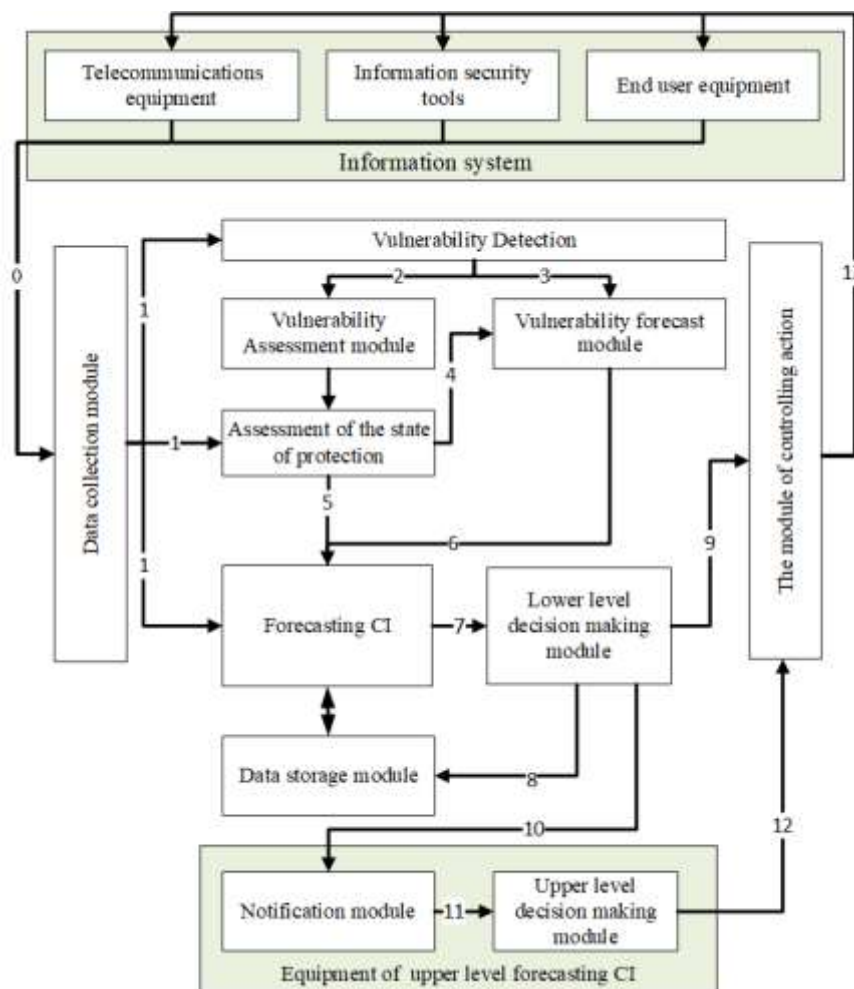 Telecommunications
equipment
Information security
tools
End user equipment
Information system
0
1
Vulnerability Detection
2
3
Vulnerability
Assessment module
Vulnerability forecast
module
4
Data collection module
1
Assessment of the state
of protection
5
6
9
The module of controlling action
1
Forecasting CI
7
Lower level
decision making
module
Data storage module
8
10
12
Notification module
11
Upper level
decision making
module
Equipment of upper level forecasting CI